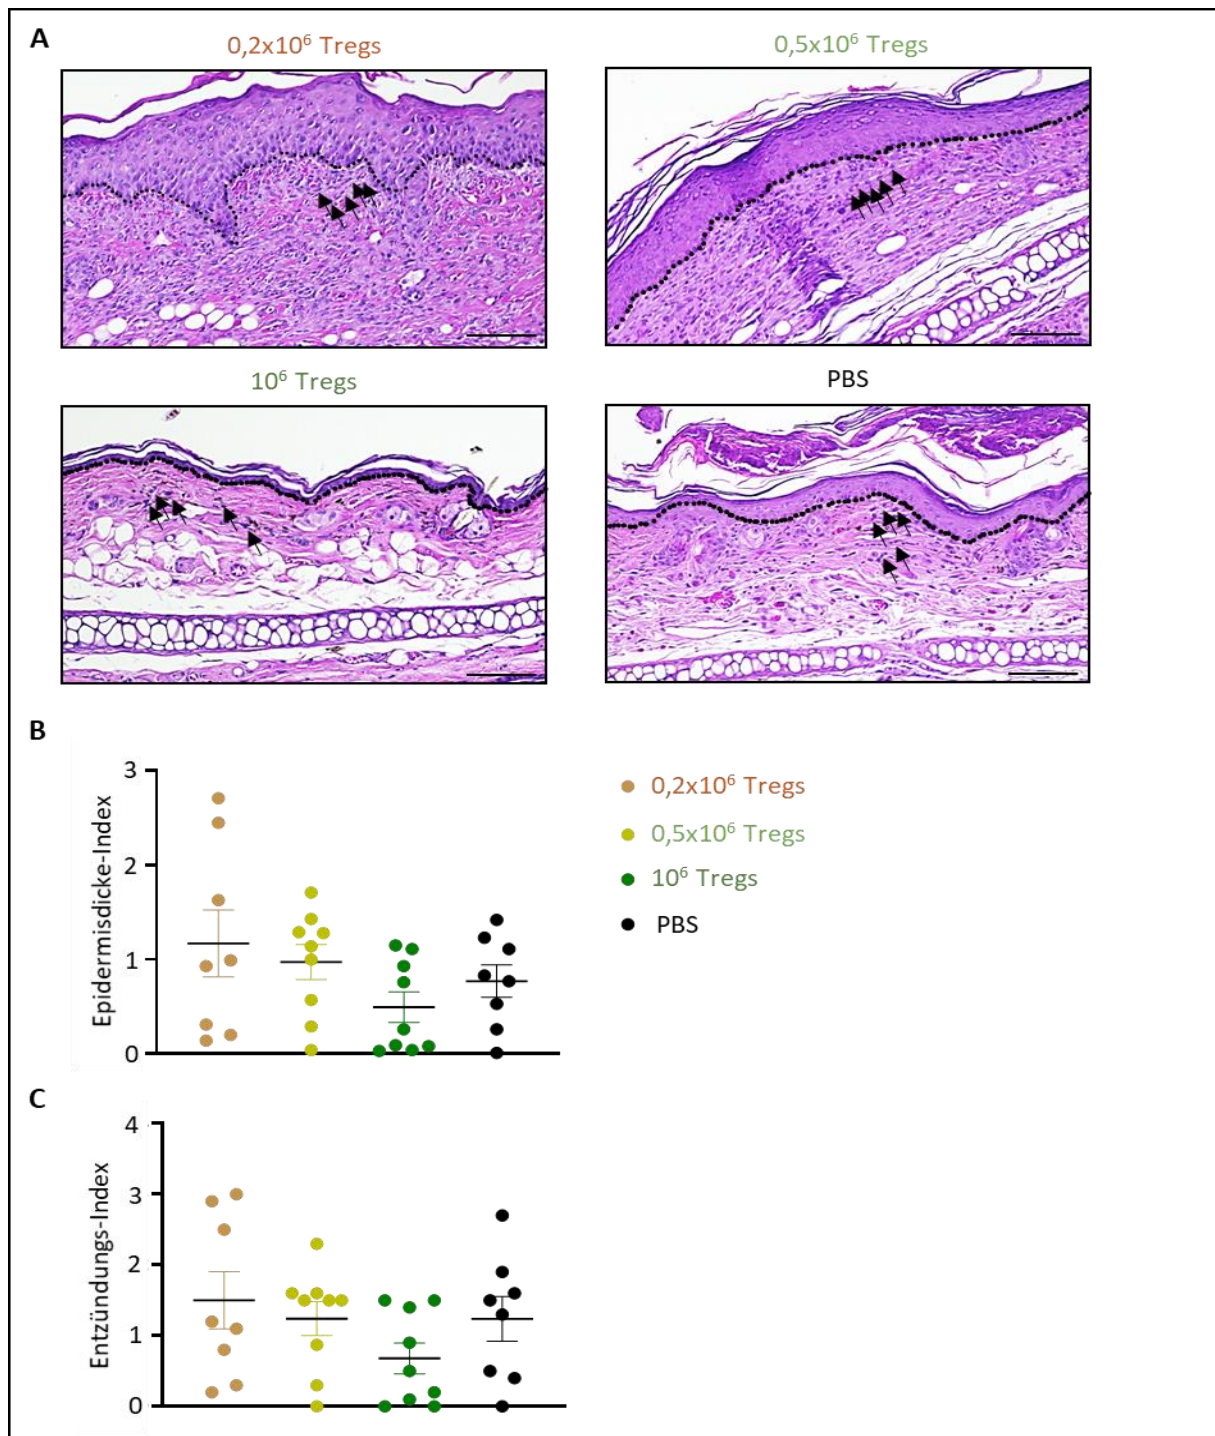 A
0,2x10⁶ Tregs
0,5x10⁶ Tregs
10⁶ Tregs
PBS
B
3
2
1
0
Epidermisdicke-Index
0,2x10⁶ Tregs
0,5x10⁶ Tregs
10⁶ Tregs
PBS
C
4
3
2
1
0
Entzündungs-Index